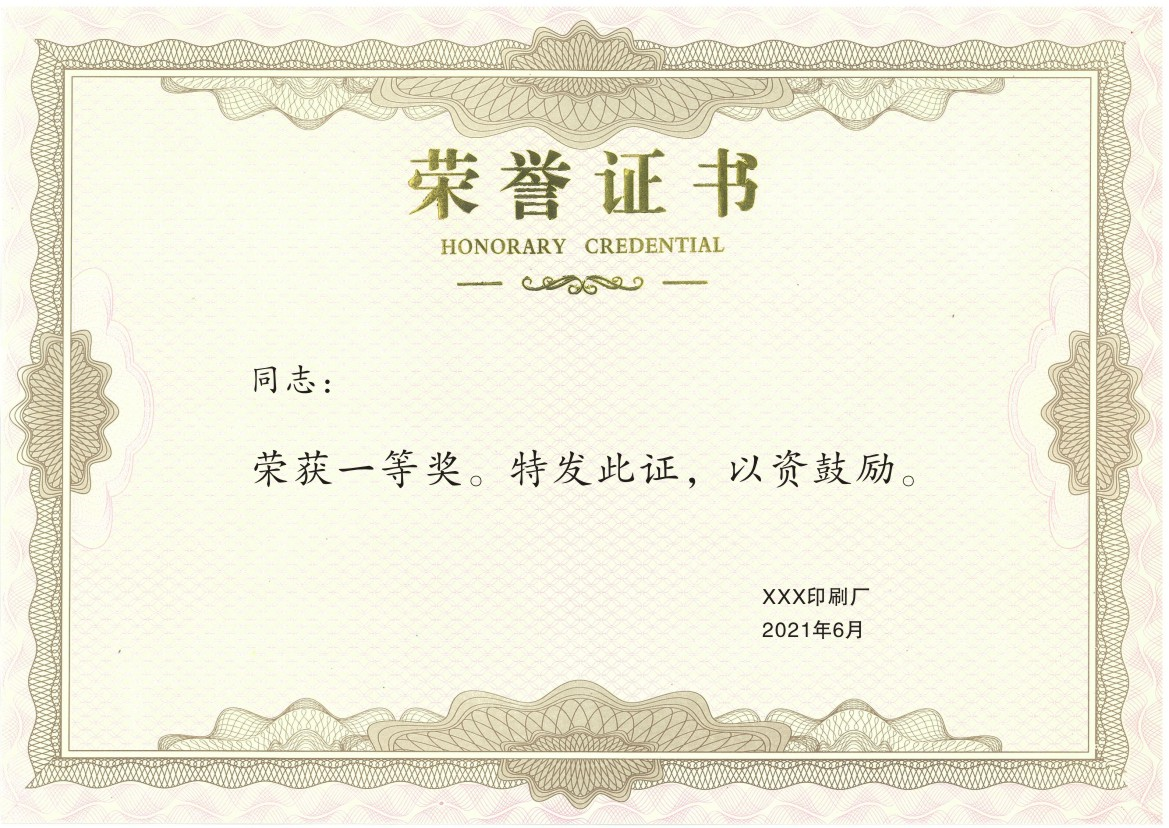 荣誉证书
HONORARY CREDENTIAL
同志：
荣获一等奖。特发此证，以资鼓励。
XXX印刷厂
2021年6月